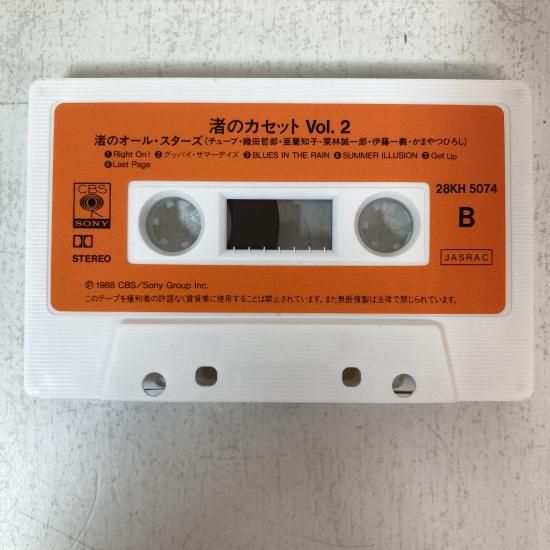 渚のカセット Vol. 2
渚のオール・スターズ(チューブ・織田哲郎・亜蘭知子・栗林誠一郎・伊藤一義・かまやつひろし)
❶Right On! ❷グッバイ・サマーデイズ ❸BLUES IN THE RAIN ❹SUMMER ILLUSION ❺Get Up
❻Last Page
CBS
SONY
28KH 5074
B
STEREO
JASRAC
Ⓟ1988 CBS/Sony Group Inc.
このテープを権利者の許諾なく賃貸業に使用することは禁止されています。また無断複製は法律で禁じられています。